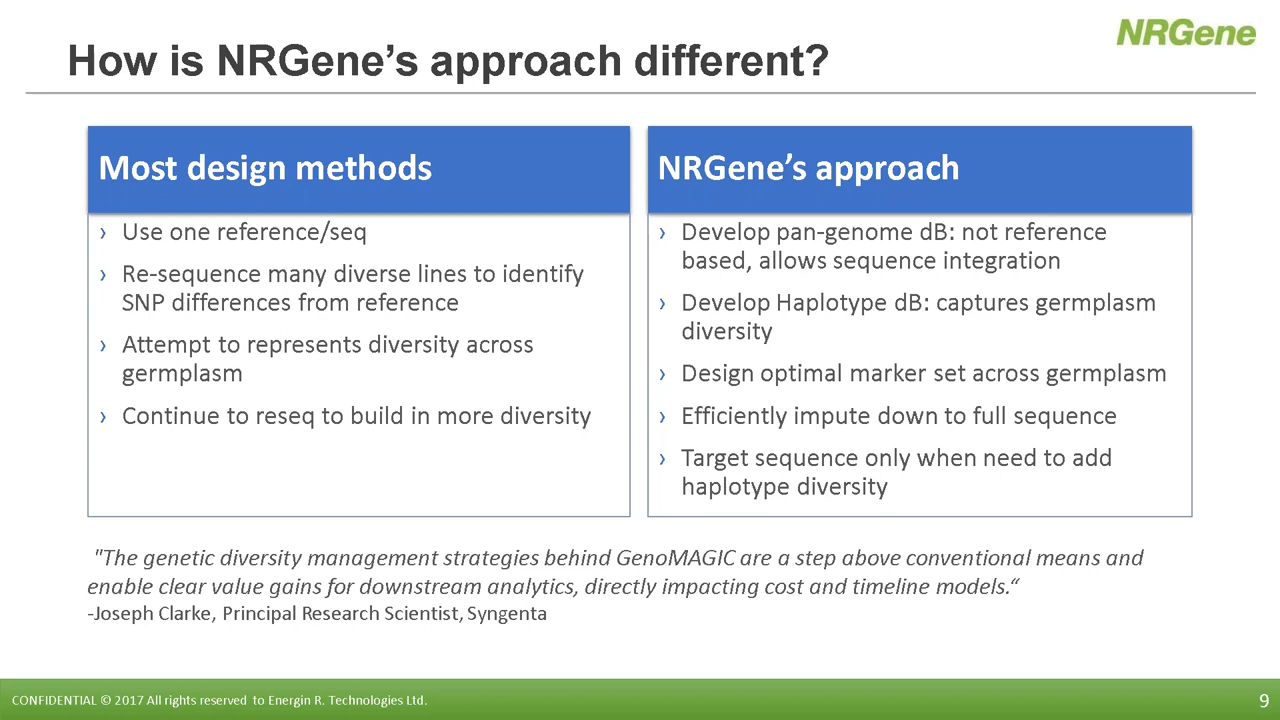 NRGene
How is NRGene's approach different?
Most design methods
› Use one reference/seq
› Re-sequence many diverse lines to identify
SNP differences from reference
› Attempt to represents diversity across
germplasm
› Continue to reseq to build in more diversity
NRGene's approach
› Develop pan-genome dB: not reference
based, allows sequence integration
› Develop Haplotype dB: captures germplasm
diversity
› Design optimal marker set across germplasm
› Efficiently impute down to full sequence
› Target sequence only when need to add
haplotype diversity
"The genetic diversity management strategies behind GenoMAGIC are a step above conventional means and
enable clear value gains for downstream analytics, directly impacting cost and timeline models.“
-Joseph Clarke, Principal Research Scientist, Syngenta
CONFIDENTIAL © 2017 All rights reserved to Energin R. Technologies Ltd.
9